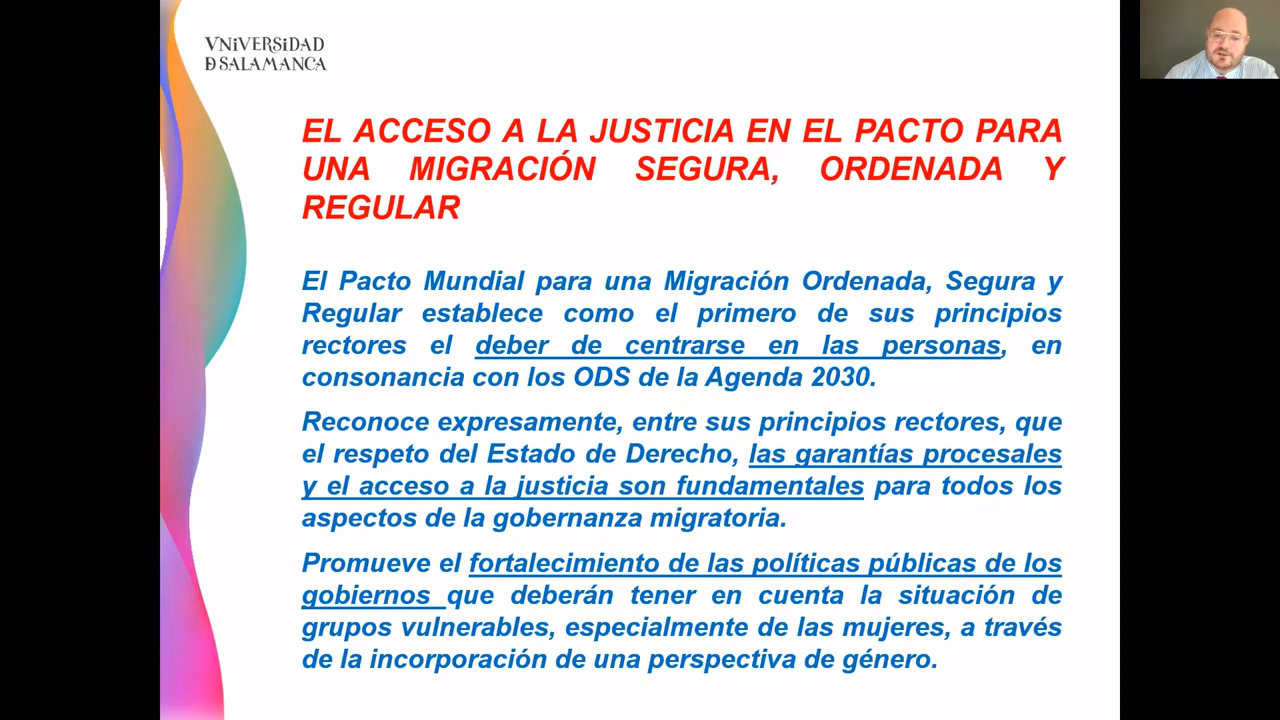 VNiVERSiDAD
D SALAMANCA
EL ACCESO A LA JUSTICIA EN EL PACTO PARA
UNA MIGRACIÓN SEGURA, ORDENADA Y
REGULAR
El Pacto Mundial para una Migración Ordenada, Segura y
Regular establece como el primero de sus principios
rectores el deber de centrarse en las personas, en
consonancia con los ODS de la Agenda 2030.
Reconoce expresamente, entre sus principios rectores, que
el respeto del Estado de Derecho, las garantías procesales
y el acceso a la justicia son fundamentales para todos los
aspectos de la gobernanza migratoria.
Promueve el fortalecimiento de las políticas públicas de los
gobiernos que deberán tener en cuenta la situación de
grupos vulnerables, especialmente de las mujeres, a través
de la incorporación de una perspectiva de género.